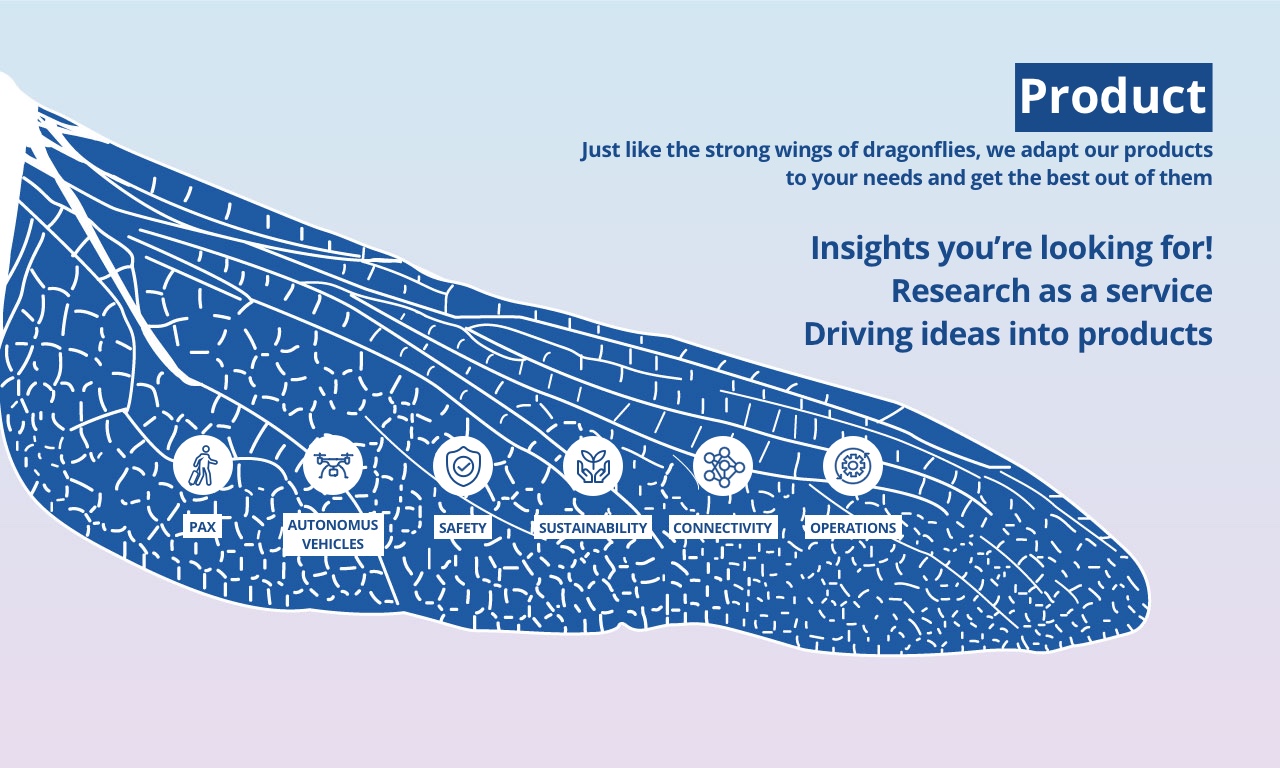 Product
Just like the strong wings of dragonflies, we adapt our products
to your needs and get the best out of them
Insights you’re looking for!
Research as a service
Driving ideas into products
PAX
AUTONOMUS
VEHICLES
SAFETY
SUSTAINABILITY
CONNECTIVITY
OPERATIONS